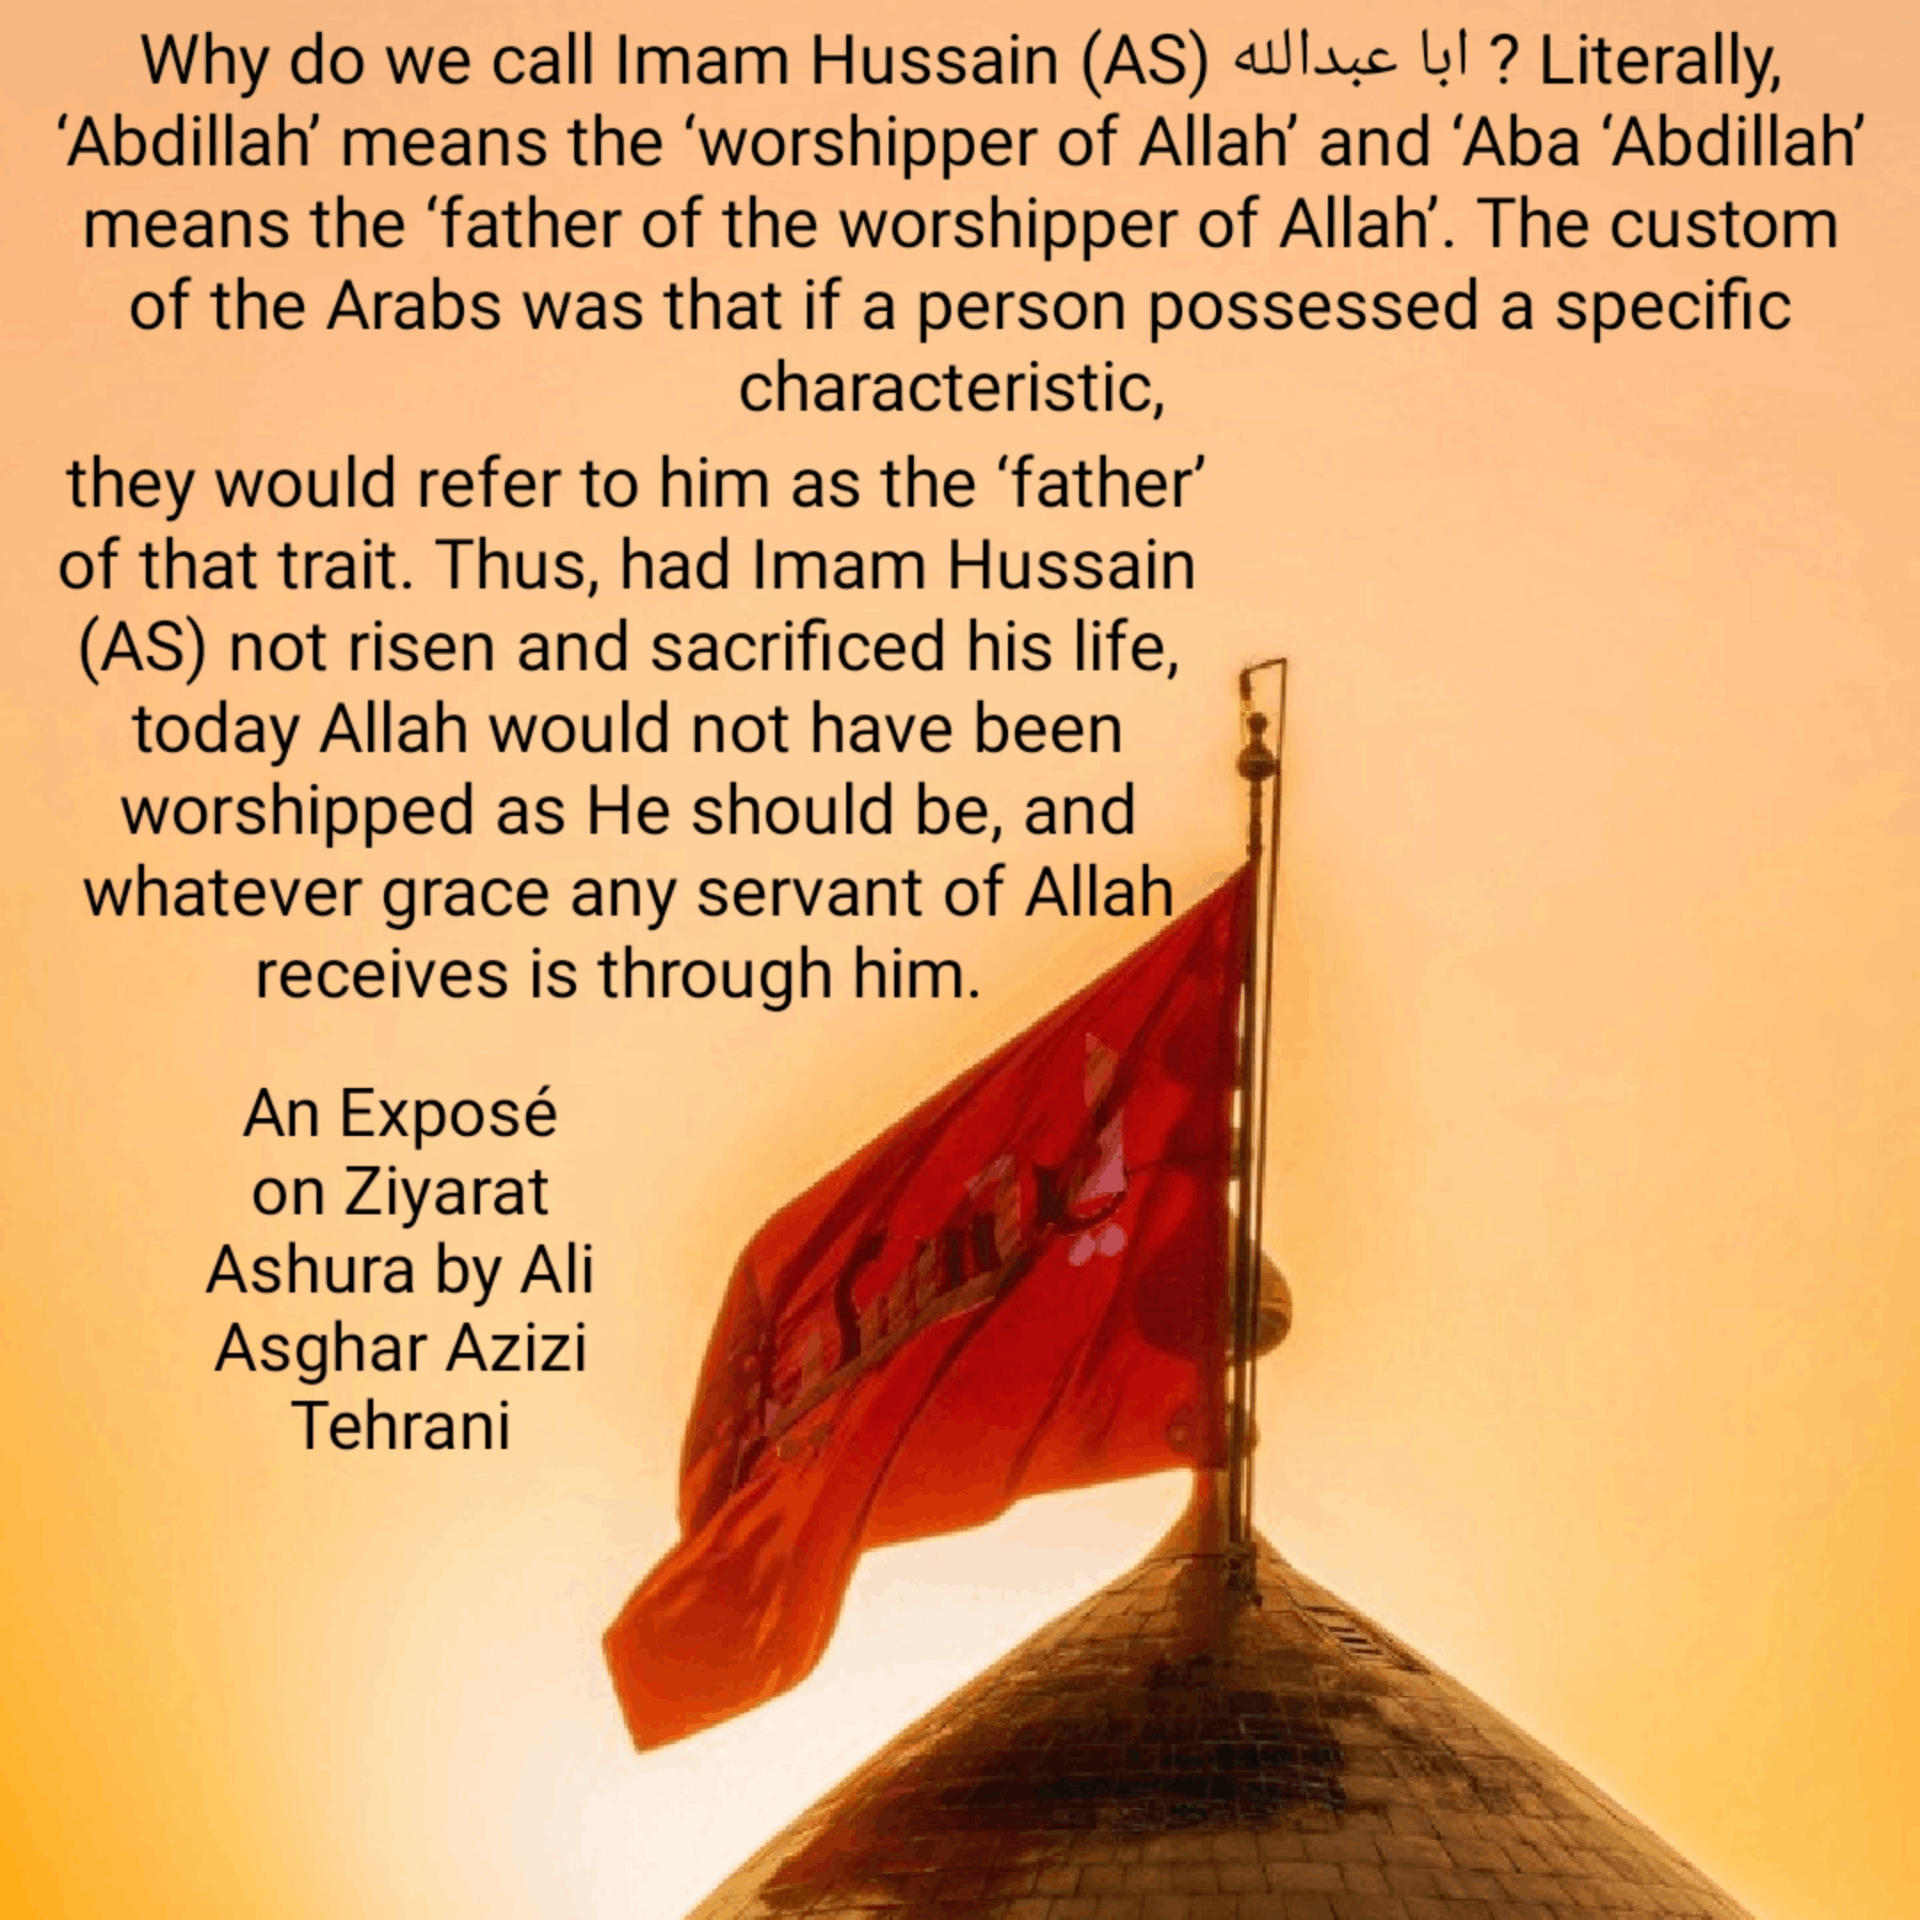 Why do we call Imam Hussain (AS) ابا عبدالله ? Literally,
‘Abdillah’ means the ‘worshipper of Allah’ and ‘Aba ‘Abdillah’
means the ‘father of the worshipper of Allah’. The custom
of the Arabs was that if a person possessed a specific
characteristic,
they would refer to him as the ‘father’
of that trait. Thus, had Imam Hussain
(AS) not risen and sacrificed his life,
today Allah would not have been
worshipped as He should be, and
whatever grace any servant of Allah
receives is through him.
An Exposé
on Ziyarat
Ashura by Ali
Asghar Azizi
Tehrani